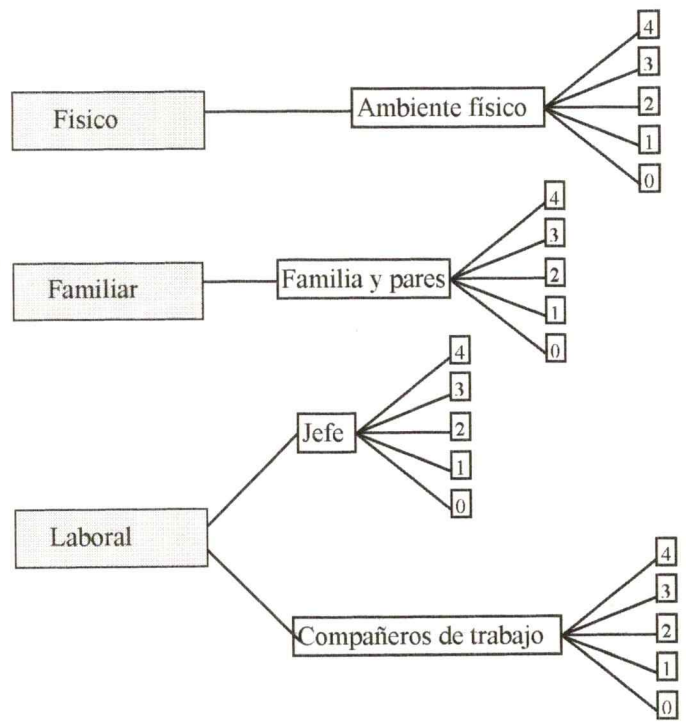 Fisico
Ambiente físico
4
3
2
1
0
Familiar
Familia y pares
4
3
2
1
0
Laboral
Jefe
4
3
2
1
0
Compañeros de trabajo
4
3
2
1
0